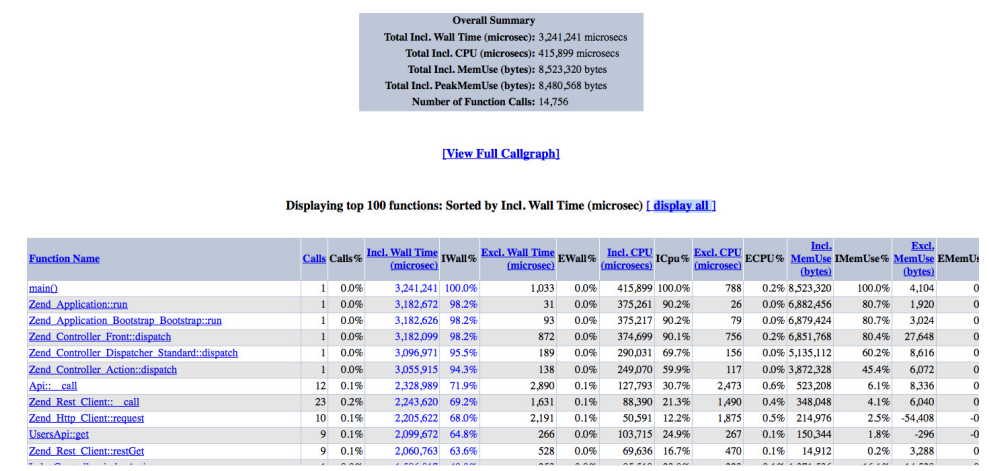 Overall Summary
Total Incl. Wall Time (microsec): 3,241,241 microsecs
Total Incl. CPU (microsecs): 415,899 microsecs
Total Incl. MemUse (bytes): 8,523,320 bytes
Total Incl. PeakMemUse (bytes): 8,480,568 bytes
Number of Function Calls: 14,756
[View Full Callgraph]
Displaying top 100 functions: Sorted by Incl. Wall Time (microsec) [ display all ]
Function Name Calls Calls% Incl. Wall Time (microsec) IWall% Excl. Wall Time (microsec) EWall% Incl. CPU (microsecs) ICpu% Excl. CPU (microsec) ECPU% Incl. MemUse (bytes) IMemUse% Excl. MemUse (bytes) EMemUs
main() 1 0.0% 3,241,241 100.0% 1,033 0.0% 415,899 100.0% 788 0.2% 8,523,320 100.0% 4,104 0
Zend_Application::run 1 0.0% 3,182,672 98.2% 31 0.0% 375,261 90.2% 26 0.0% 6,882,456 80.7% 1,920 0
Zend_Application_Bootstrap_Bootstrap::run 1 0.0% 3,182,626 98.2% 93 0.0% 375,217 90.2% 79 0.0% 6,879,424 80.7% 3,024 0
Zend_Controller_Front::dispatch 1 0.0% 3,182,099 98.2% 872 0.0% 374,699 90.1% 756 0.2% 6,851,768 80.4% 27,648 0
Zend_Controller_Dispatcher_Standard::dispatch 1 0.0% 3,096,971 95.5% 189 0.0% 290,031 69.7% 156 0.0% 5,135,112 60.2% 8,616 0
Zend_Controller_Action::dispatch 1 0.0% 3,055,915 94.3% 138 0.0% 249,070 59.9% 117 0.0% 3,872,328 45.4% 6,072 0
Api::__call 12 0.1% 2,328,989 71.9% 2,890 0.1% 127,793 30.7% 2,473 0.6% 523,208 6.1% 8,336 0
Zend_Rest_Client::__call 23 0.2% 2,243,620 69.2% 1,631 0.1% 88,390 21.3% 1,490 0.4% 348,048 4.1% 6,040 0
Zend_Http_Client::request 10 0.1% 2,205,622 68.0% 2,191 0.1% 50,591 12.2% 1,875 0.5% 214,976 2.5% -54,408 -0
UsersApi::get 9 0.1% 2,099,672 64.8% 266 0.0% 103,715 24.9% 267 0.1% 150,344 1.8% -296 -0
Zend_Rest_Client::restGet 9 0.1% 2,060,763 63.6% 528 0.0% 69,636 16.7% 470 0.1% 14,912 0.2% 3,288 0